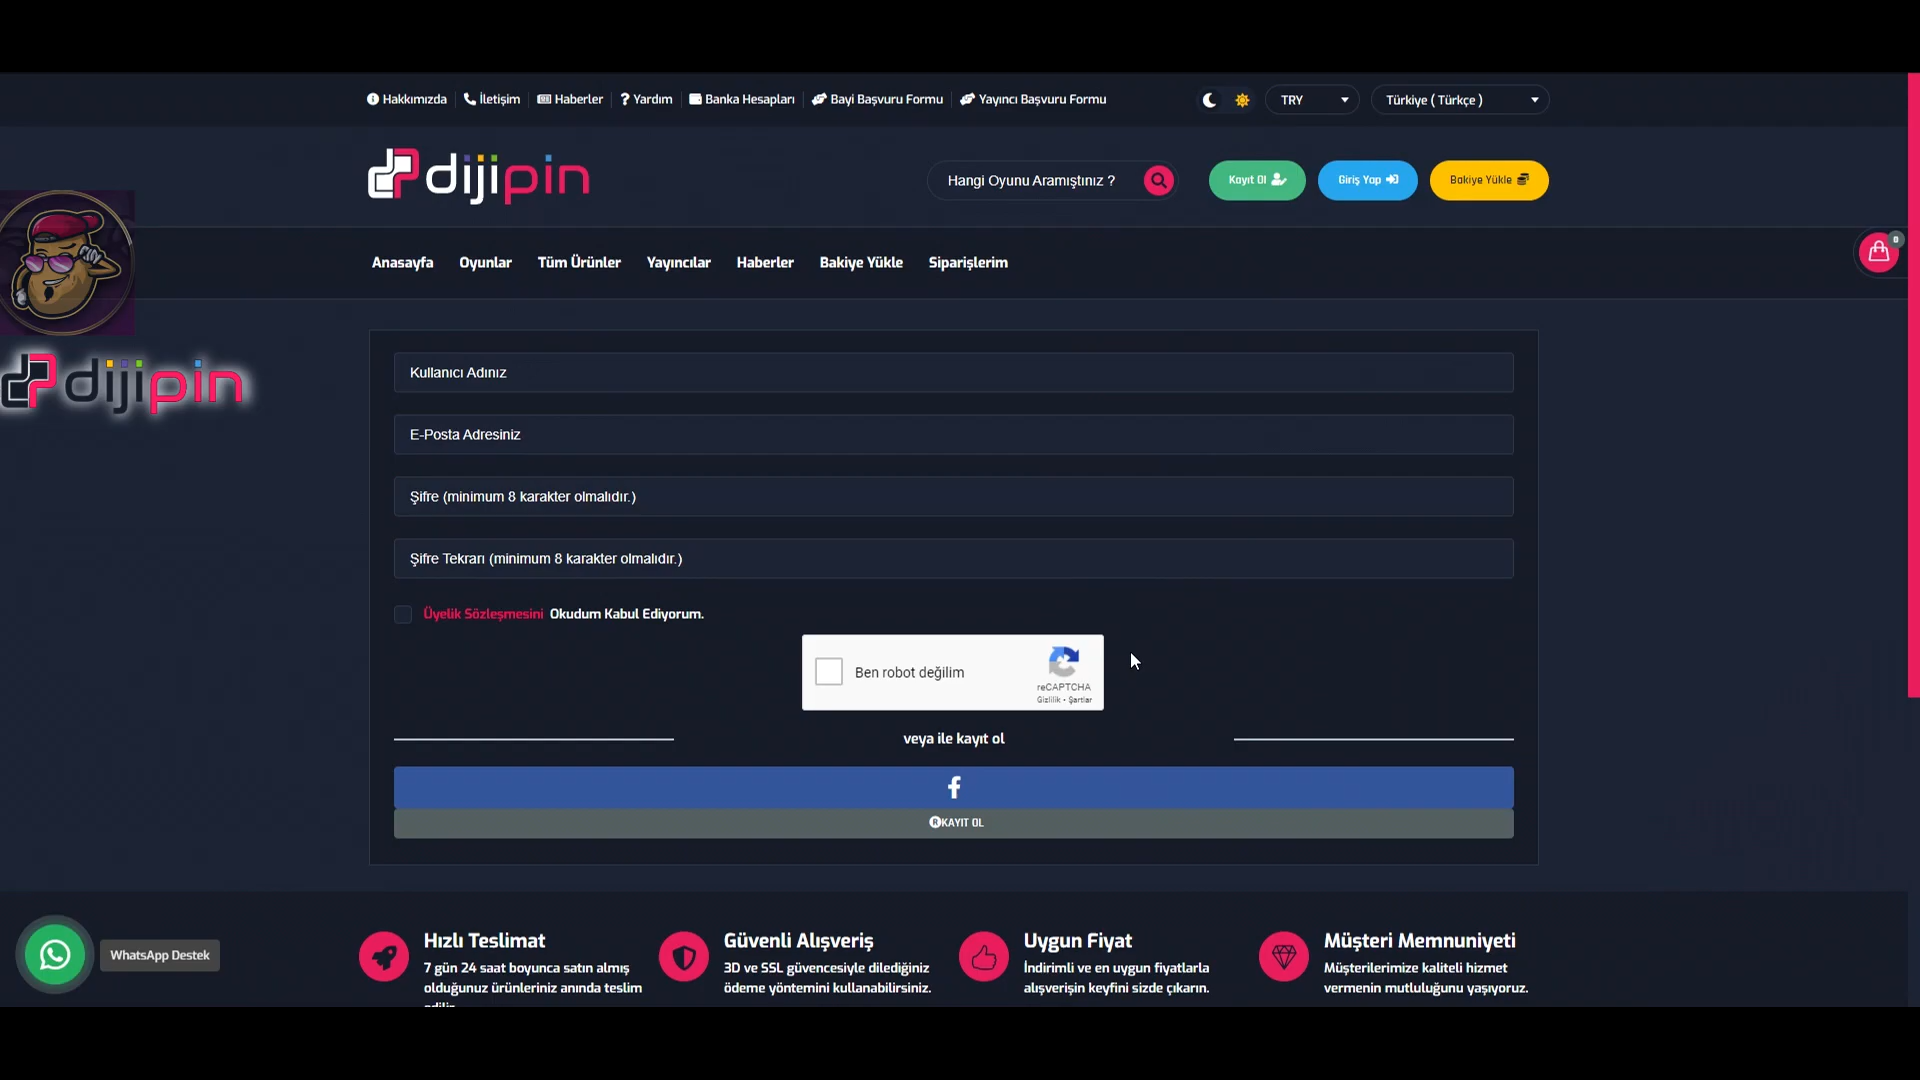 Hakkımızda İletişim Haberler Yardım Banka Hesapları Bayi Başvuru Formu Yayıncı Başvuru Formu TRY Türkiye ( Türkçe )
dijipin
Hangi Oyunu Aramıştınız ? Kayıt Ol Giriş Yap Bakiye Yükle
0
Anasayfa Oyunlar Tüm Ürünler Yayıncılar Haberler Bakiye Yükle Siparişlerim
Kullanıcı Adınız
dijipin
E-Posta Adresiniz
Şifre (minimum 8 karakter olmalıdır.)
Şifre Tekrarı (minimum 8 karakter olmalıdır.)
Üyelik Sözleşmesini Okudum Kabul Ediyorum.
Ben robot değilim
reCAPTCHA
Gizlilik - Şartlar
veya ile kayıt ol
f
®KAYIT OL
WhatsApp Destek
Hızlı Teslimat
7 gün 24 saat boyunca satın almış
olduğunuz ürünleriniz anında teslim
edilir.
Güvenli Alışveriş
3D ve SSL güvencesiyle dilediğiniz
ödeme yöntemini kullanabilirsiniz.
Uygun Fiyat
İndirimli ve en uygun fiyatlarla
alışverişin keyfini sizde çıkarın.
Müşteri Memnuniyeti
Müşterilerimize kaliteli hizmet
vermenin mutluluğunu yaşıyoruz.